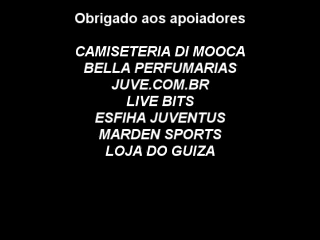 Obrigado aos apoiadores
CAMISETERIA DI MOOCA
BELLA PERFUMARIAS
JUVE.COM.BR
LIVE BITS
ESFIHA JUVENTUS
MARDEN SPORTS
LOJA DO GUIZA